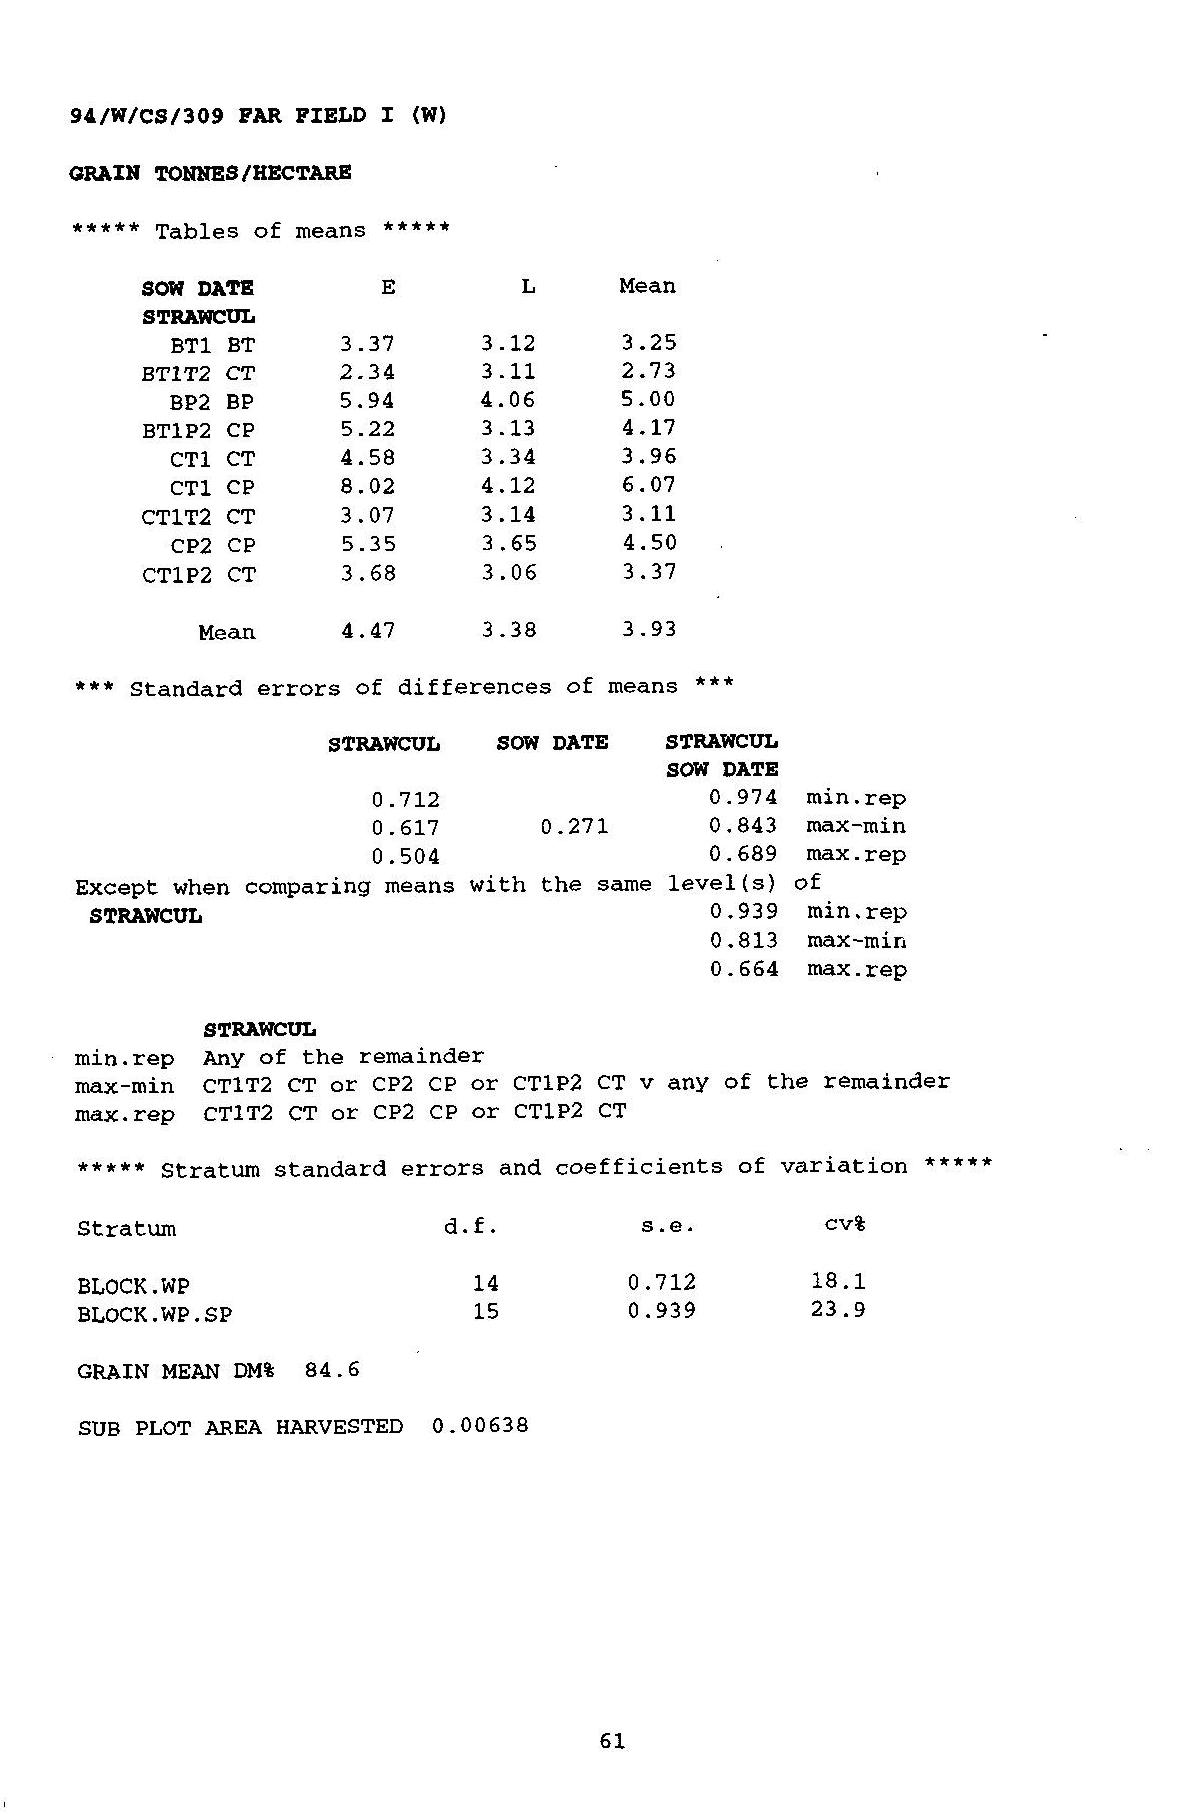 94/W/CS/309 FAR FIELD I (W)
GRAIN TONNES/HECTARE
***** Tables of means *****
SOW DATE E L Mean
STRAWCUL
BT1 BT 3.37 3.12 3.25
BT1T2 CT 2.34 3.11 2.73
BP2 BP 5.94 4.06 5.00
BT1P2 CP 5.22 3.13 4.17
CT1 CT 4.58 3.34 3.96
CT1 CP 8.02 4.12 6.07
CT1T2 CT 3.07 3.14 3.11
CP2 CP 5.35 3.65 4.50
CT1P2 CT 3.68 3.06 3.37
Mean 4.47 3.38 3.93
*** Standard errors of differences of means ***
STRAWCUL SOW DATE STRAWCUL
SOW DATE
0.712 0.974 min.rep
0.617 0.271 0.843 max-min
0.504 0.689 max.rep
Except when comparing means with the same level(s) of
STRAWCUL 0.939 min.rep
0.813 max-min
0.664 max.rep
STRAWCUL
min.rep Any of the remainder
max-min CT1T2 CT or CP2 CP or CT1P2 CT v any of the remainder
max.rep CT1T2 CT or CP2 CP or CT1P2 CT
***** Stratum standard errors and coefficients of variation *****
Stratum d.f. s.e. cv%
BLOCK.WP 14 0.712 18.1
BLOCK.WP.SP 15 0.939 23.9
GRAIN MEAN DM% 84.6
SUB PLOT AREA HARVESTED 0.00638
61